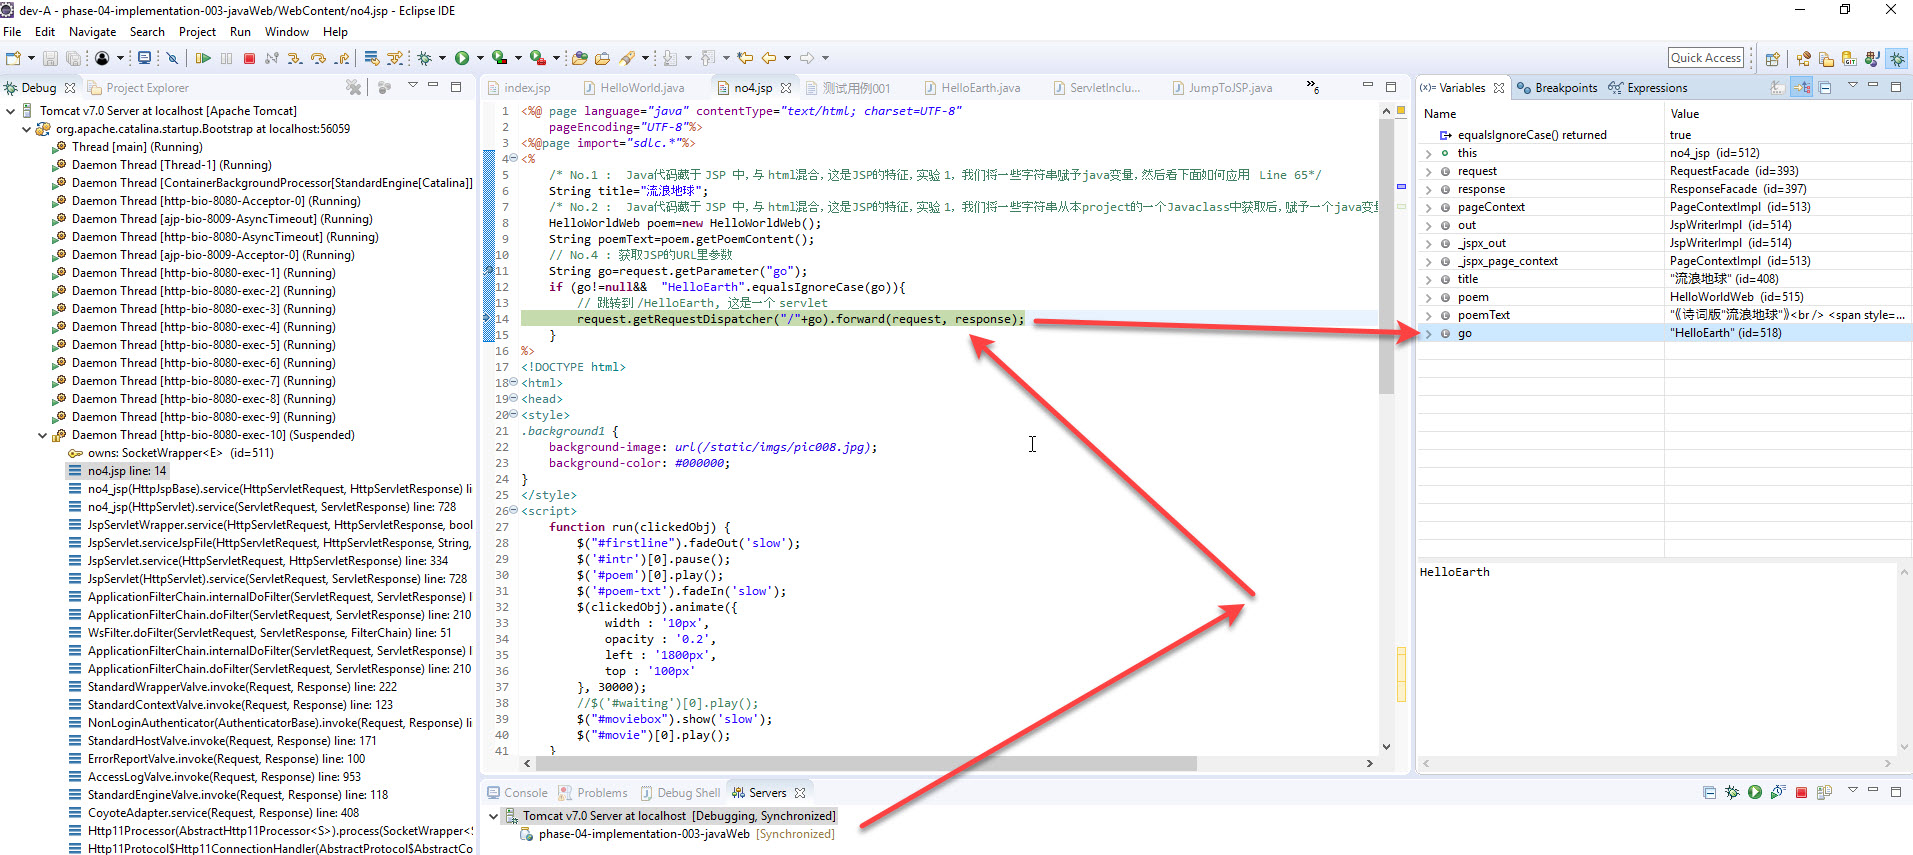 dev-A - phase-04-implementation-003-javaWeb/WebContent/no4.jsp - Eclipse IDE
File Edit Navigate Search Project Run Window Help
Quick Access
Debug Project Explorer
Tomcat v7.0 Server at localhost [Apache Tomcat]
org.apache.catalina.startup.Bootstrap at localhost:56059
Thread [main] (Running)
Daemon Thread [Thread-1] (Running)
Daemon Thread [ContainerBackgroundProcessor[StandardEngine[Catalina]]
Daemon Thread [http-bio-8080-Acceptor-0] (Running)
Daemon Thread [ajp-bio-8009-AsyncTimeout] (Running)
Daemon Thread [http-bio-8080-AsyncTimeout] (Running)
Daemon Thread [ajp-bio-8009-Acceptor-0] (Running)
Daemon Thread [http-bio-8080-exec-1] (Running)
Daemon Thread [http-bio-8080-exec-2] (Running)
Daemon Thread [http-bio-8080-exec-3] (Running)
Daemon Thread [http-bio-8080-exec-4] (Running)
Daemon Thread [http-bio-8080-exec-5] (Running)
Daemon Thread [http-bio-8080-exec-6] (Running)
Daemon Thread [http-bio-8080-exec-7] (Running)
Daemon Thread [http-bio-8080-exec-8] (Running)
Daemon Thread [http-bio-8080-exec-9] (Running)
Daemon Thread [http-bio-8080-exec-10] (Suspended)
owns: SocketWrapper<E> (id=511)
no4.jsp line: 14
no4_jsp(HttpJspBase).service(HttpServletRequest, HttpServletResponse) li
no4_jsp(HttpServlet).service(ServletRequest, ServletResponse) line: 728
JspServletWrapper.service(HttpServletRequest, HttpServletResponse, bool
JspServlet.serviceJspFile(HttpServletRequest, HttpServletResponse, String,
JspServlet.service(HttpServletRequest, HttpServletResponse) line: 334
JspServlet(HttpServlet).service(ServletRequest, ServletResponse) line: 728
ApplicationFilterChain.internalDoFilter(ServletRequest, ServletResponse) l
ApplicationFilterChain.doFilter(ServletRequest, ServletResponse) line: 210
WsFilter.doFilter(ServletRequest, ServletResponse, FilterChain) line: 51
ApplicationFilterChain.internalDoFilter(ServletRequest, ServletResponse) l
ApplicationFilterChain.doFilter(ServletRequest, ServletResponse) line: 210
StandardWrapperValve.invoke(Request, Response) line: 222
StandardContextValve.invoke(Request, Response) line: 123
NonLoginAuthenticator(AuthenticatorBase).invoke(Request, Response) li
StandardHostValve.invoke(Request, Response) line: 171
ErrorReportValve.invoke(Request, Response) line: 100
AccessLogValve.invoke(Request, Response) line: 953
StandardEngineValve.invoke(Request, Response) line: 118
CoyoteAdapter.service(Request, Response) line: 408
Http11Processor(AbstractHttp11Processor<S>).process(SocketWrapper<S
Http11Protocol$Http11ConnectionHandler(AbstractProtocol$AbstractCo
index.jsp HelloWorld.java no4.jsp 测试用例001 HelloEarth.java ServletInclu... JumpToJSP.java 6
1 <%@ page language="java" contentType="text/html; charset=UTF-8"
2 pageEncoding="UTF-8"%>
3 <%@page import="sdlc.*"%>
4 <%
5 /* No.1 : Java代码藏于 JSP 中, 与 html混合, 这是JSP的特征, 实验 1, 我们将一些字符串赋予java变量, 然后看下面如何应用 Line 65*/
6 String title="流浪地球";
7 /* No.2 : Java代码藏于 JSP 中, 与 html混合, 这是JSP的特征, 实验 1, 我们将一些字符串从本project的一个Javaclass中获取后, 赋予一个java变量
8 HelloWorldWeb poem=new HelloWorldWeb();
9 String poemText=poem.getPoemContent();
10 // No.4 : 获取JSP的URL里参数
11 String go=request.getParameter("go");
12 if (go!=null&& "HelloEarth".equalsIgnoreCase(go)){
13 // 跳转到 /HelloEarth, 这是一个 servlet
14 request.getRequestDispatcher("/"+go).forward(request, response);
15 }
16 %>
17 <!DOCTYPE html>
18 <html>
19 <head>
20 <style>
21 .background1 {
22 background-image: url(/static/imgs/pic008.jpg);
23 background-color: #000000;
24 }
25 </style>
26 <script>
27 function run(clickedObj) {
28 $("#firstline").fadeOut('slow');
29 $('#intr')[0].pause();
30 $('#poem')[0].play();
31 $('#poem-txt').fadeIn('slow');
32 $(clickedObj).animate({
33 width : '10px',
34 opacity : '0.2',
35 left : '1800px',
36 top : '100px'
37 }, 30000);
38 //$('#waiting')[0].play();
39 $("#moviebox").show('slow');
40 $("#movie")[0].play();
41 }
Console Problems Debug Shell Servers
Tomcat v7.0 Server at localhost [Debugging, Synchronized]
phase-04-implementation-003-javaWeb [Synchronized]
(x)= Variables Breakpoints Expressions
Name Value
equalsIgnoreCase() returned true
this no4_jsp (id=512)
request RequestFacade (id=393)
response ResponseFacade (id=397)
pageContext PageContextImpl (id=513)
out JspWriterImpl (id=514)
_jspx_out JspWriterImpl (id=514)
_jspx_page_context PageContextImpl (id=513)
title "流浪地球" (id=408)
poem HelloWorldWeb (id=515)
poemText "《诗词版"流浪地球"》<br /> <span style=...
go "HelloEarth" (id=518)
HelloEarth